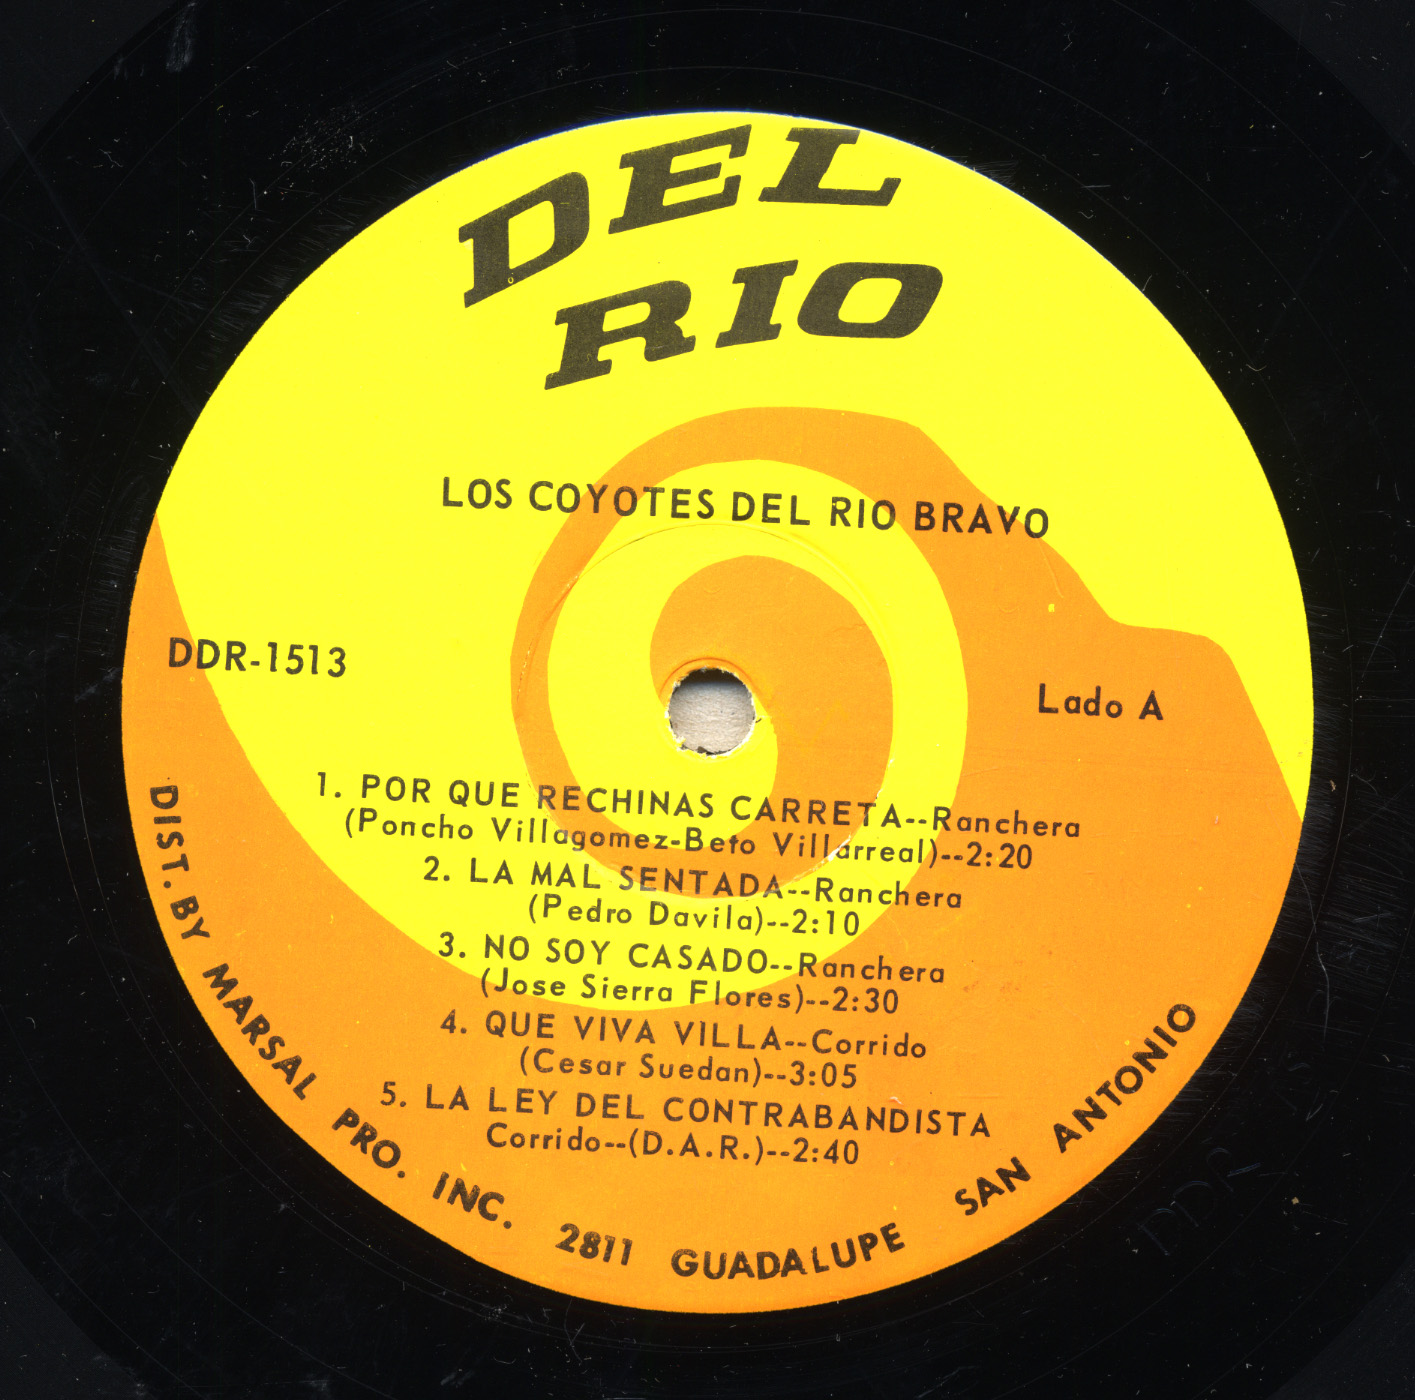 DEL
RIO
LOS COYOTES DEL RIO BRAVO
DDR-1513
Lado A
1. POR QUE RECHINAS CARRETA--Ranchera
(Poncho Villagomez-Beto Villarreal)--2:20
2. LA MAL SENTADA--Ranchera
(Pedro Davila)--2:10
3. NO SOY CASADO--Ranchera
(Jose Sierra Flores)--2:30
4. QUE VIVA VILLA--Corrido
(Cesar Suedan)--3:05
5. LA LEY DEL CONTRABANDISTA
Corrido--(D.A.R.)--2:40
DIST. BY MARSAL PRO. INC. 2811 GUADALUPE SAN ANTONIO